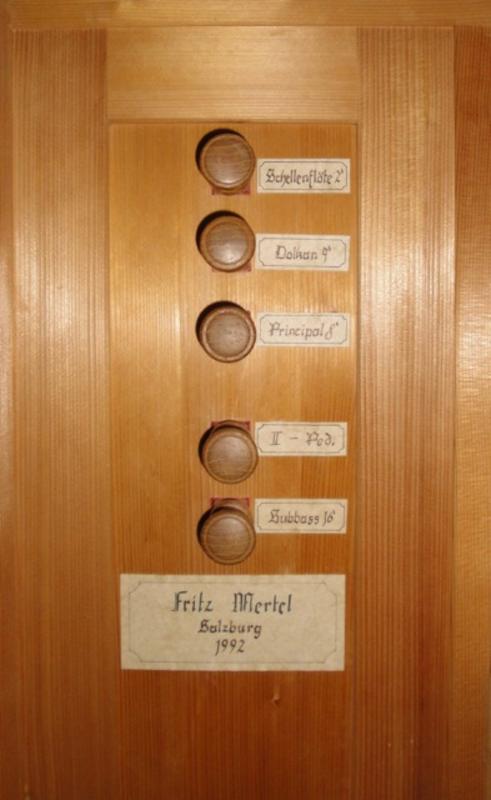 Schellenflöte 2'
Dolkan 4'
Principal 8'
II - Ped.
Subbass 16'
Fritz Mertel
Salzburg
1992